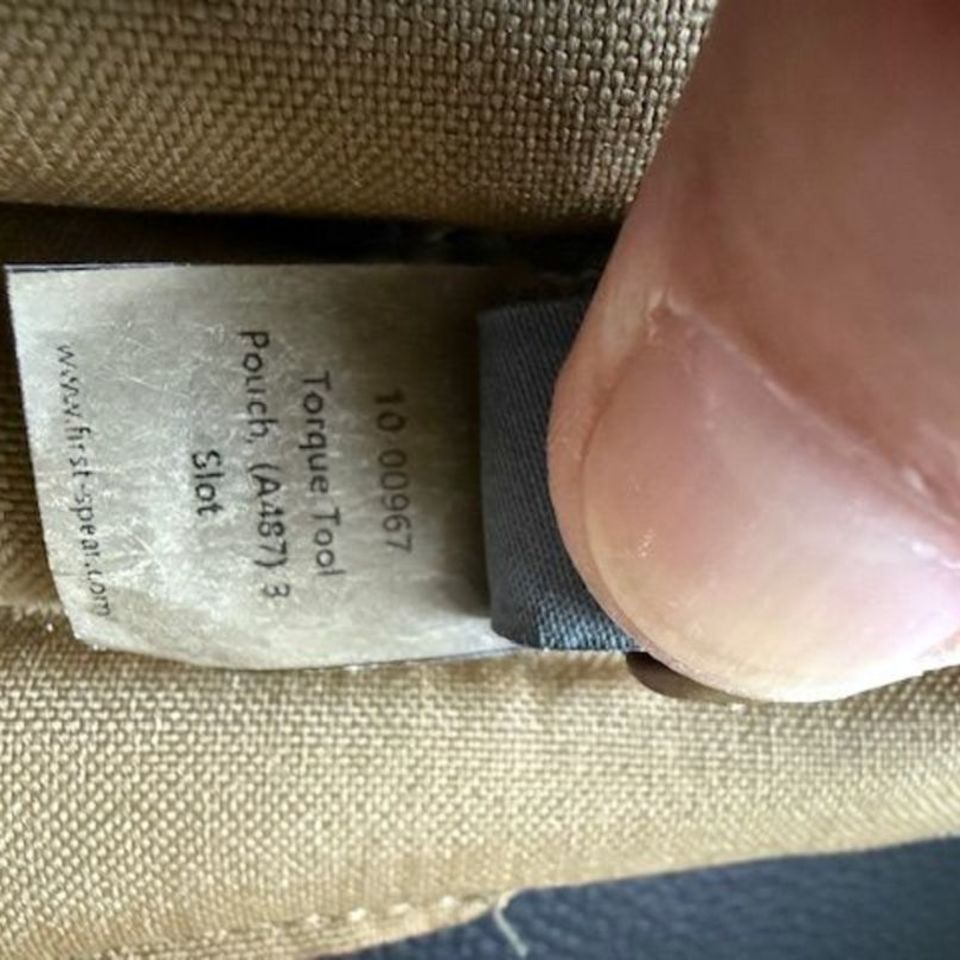 10 00967
Torque Tool
Pouch, (A487) 3
Slot
www.first-spear.com